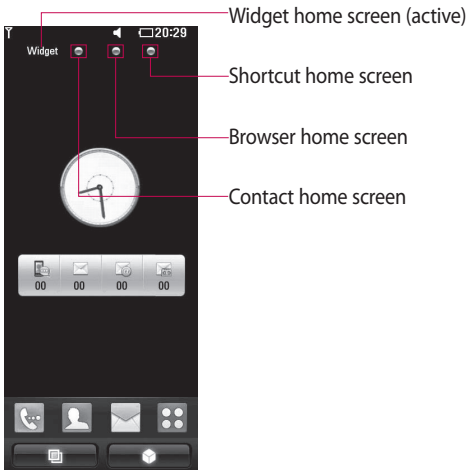 Widget home screen (active)
20:29
Widget
Shortcut home screen
Browser home screen
Contact home screen
00 00 00 00